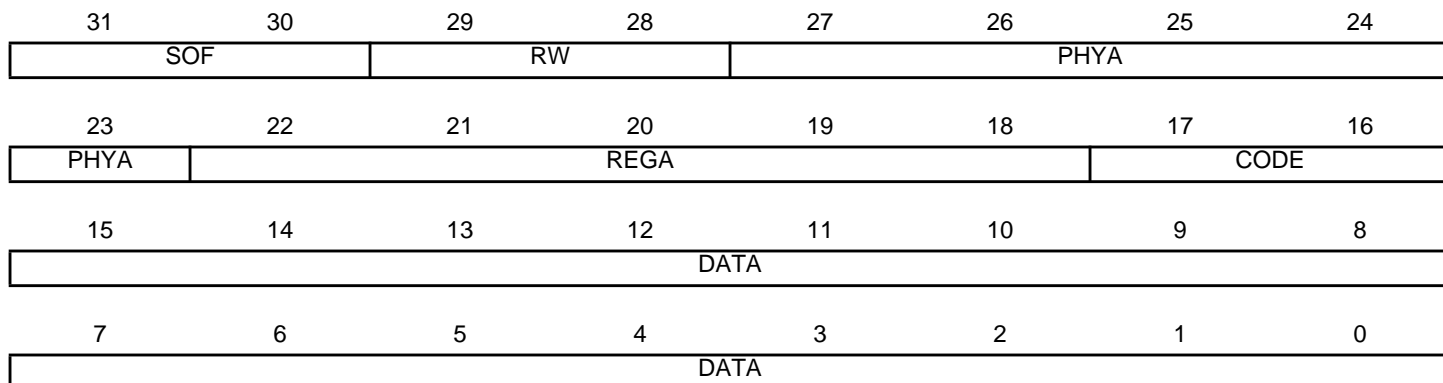 31 30 29 28 27 26 25 24
SOF RW PHYA
23 22 21 20 19 18 17 16
PHYA REGA CODE
15 14 13 12 11 10 9 8
DATA
7 6 5 4 3 2 1 0
DATA